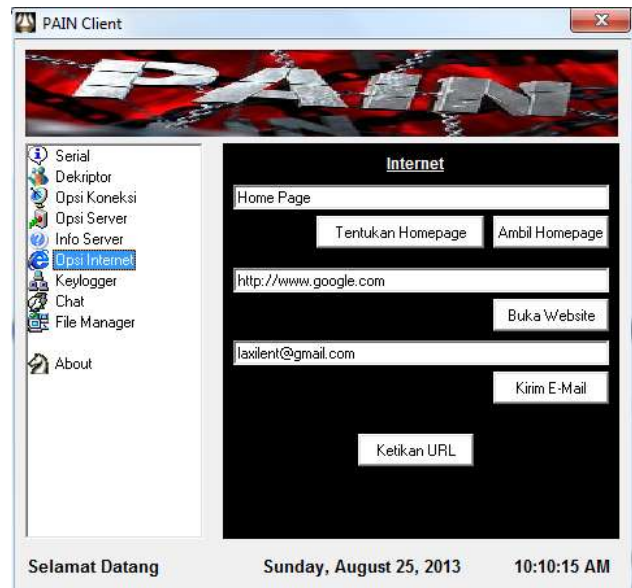 PAIN Client
PAIN
Serial
Dekriptor
Opsi Koneksi
Opsi Server
Info Server
Opsi Internet
Keylogger
Chat
File Manager
About
Internet
Home Page
Tentukan Homepage Ambil Homepage
http://www.google.com
Buka Website
laxilent@gmail.com
Kirim E-Mail
Ketikan URL
Selamat Datang Sunday, August 25, 2013 10:10:15 AM